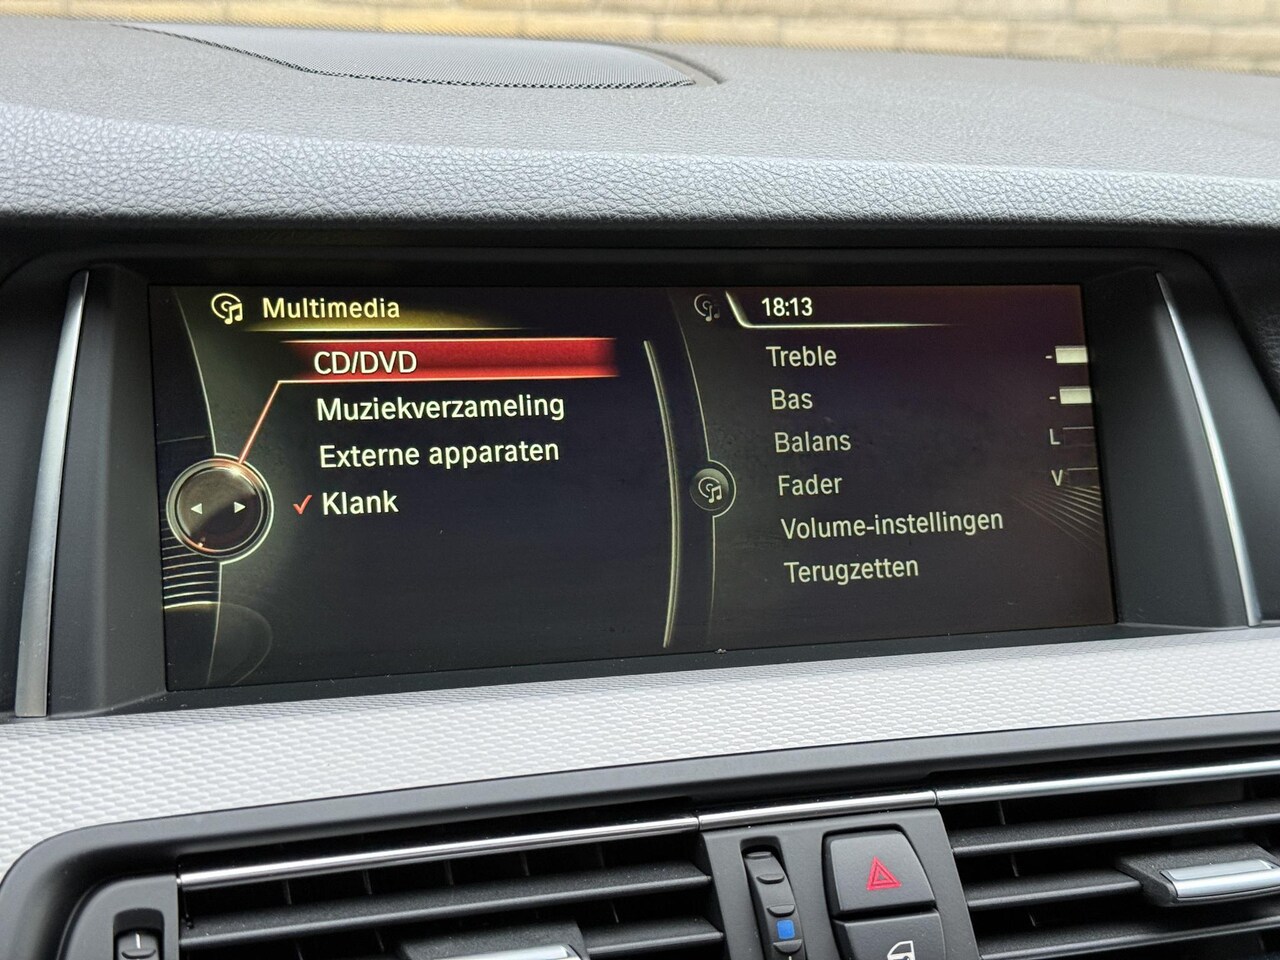 Multimedia
CD/DVD
Muziekverzameling
Externe apparaten
Klank
18:13
Treble -
Bas -
Balans L
Fader V
Volume-instellingen
Terugzetten